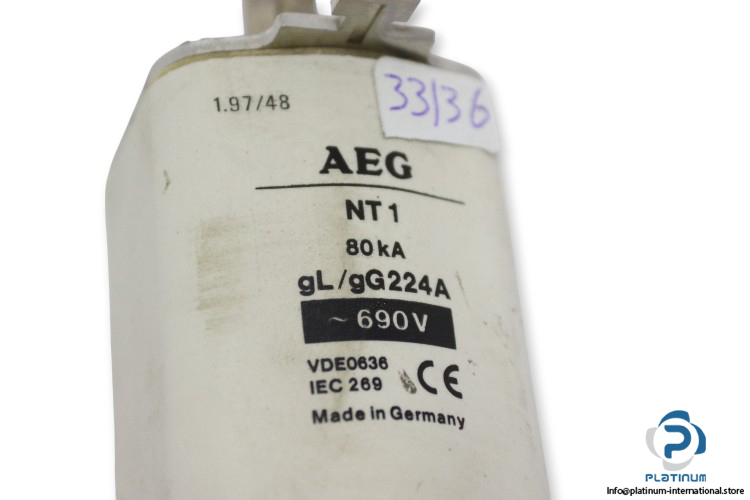 1.97/48
33/36
AEG
NT 1
80 kA
gL/gG224A
~ 690V
VDE0636
IEC 269
CE
Made in Germany
PLATINUM
Info@platinum-international.store